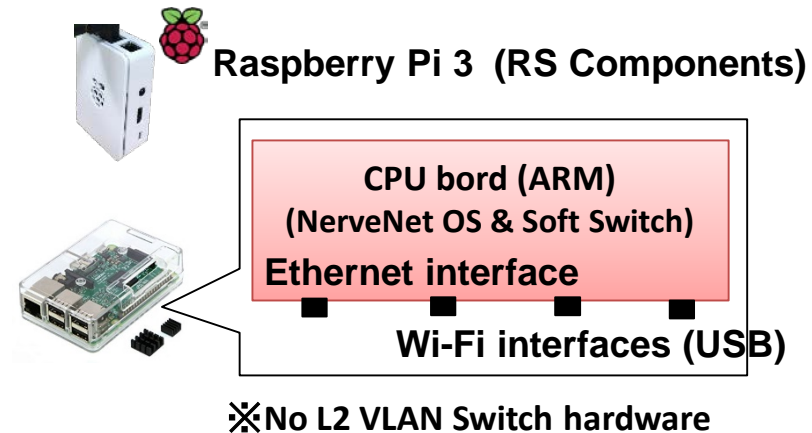 Raspberry Pi 3 (RS Components)
CPU bord (ARM)
(NerveNet OS & Soft Switch)
Ethernet interface
Wi-Fi interfaces (USB)
※No L2 VLAN Switch hardware